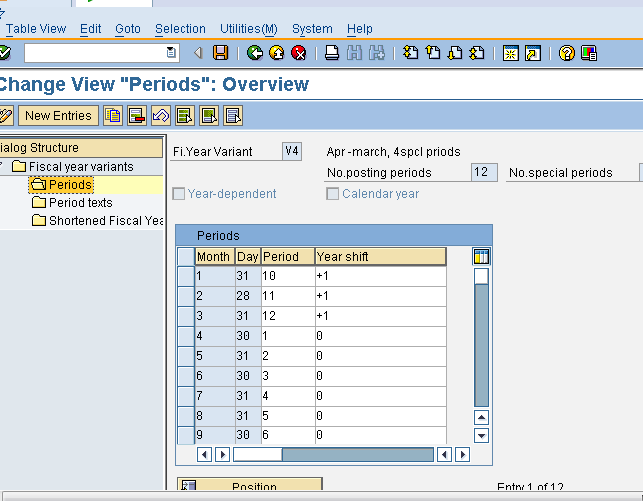 Table View Edit Goto Selection Utilities(M) System Help
Change View "Periods": Overview
New Entries
ialog Structure
Fiscal year variants
Periods
Period texts
Shortened Fiscal Yea
Fi.Year Variant V4 Apr-march, 4spcl priods
No.posting periods 12 No.special periods
Year-dependent Calendar year
Periods
Month Day Period Year shift
1 31 10 +1
2 28 11 +1
3 31 12 +1
4 30 1 0
5 31 2 0
6 30 3 0
7 31 4 0
8 31 5 0
9 30 6 0
Position Entry 1 of 12